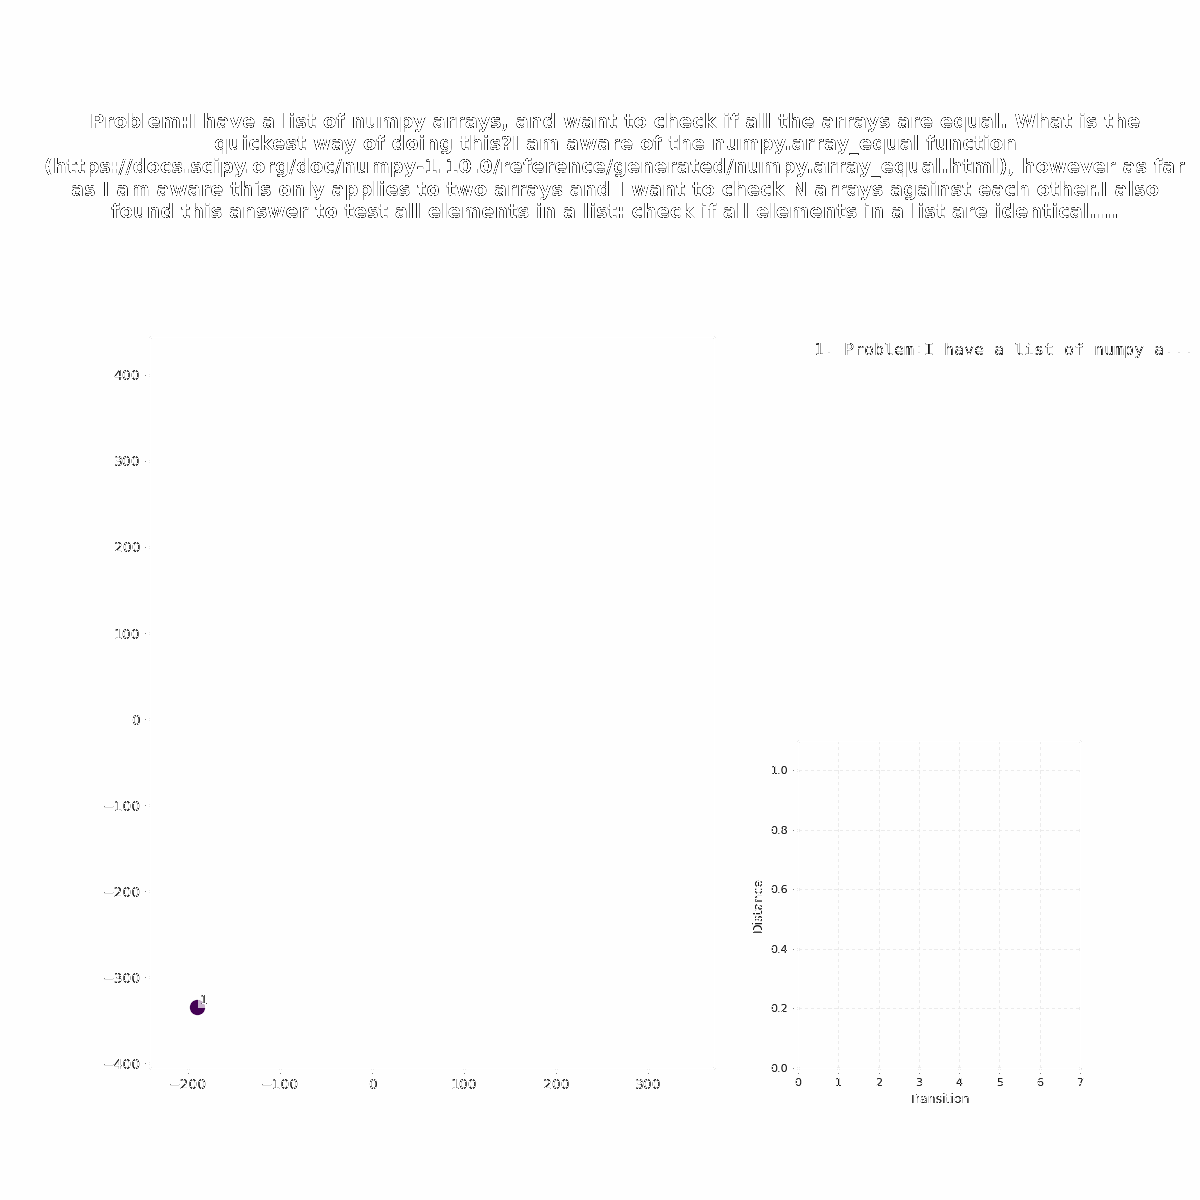 Problem:I have a list of numpy arrays, and want to check if all the arrays are equal. What is the
quickest way of doing this?I am aware of the numpy.array_equal function
(https://docs.scipy.org/doc/numpy-1.10.0/reference/generated/numpy.array_equal.html), however as far
as I am aware this only applies to two arrays and I want to check N arrays against each other.I also
found this answer to test all elements in a list: check if all elements in a list are identical....
1. Problem:I have a list of numpy a...
400
300
200
100
0
−100
−200
−300
−400
−200 −100 0 100 200 300
1
1.0
0.8
0.6
0.4
0.2
0.0
Distance
0 1 2 3 4 5 6 7
Transition